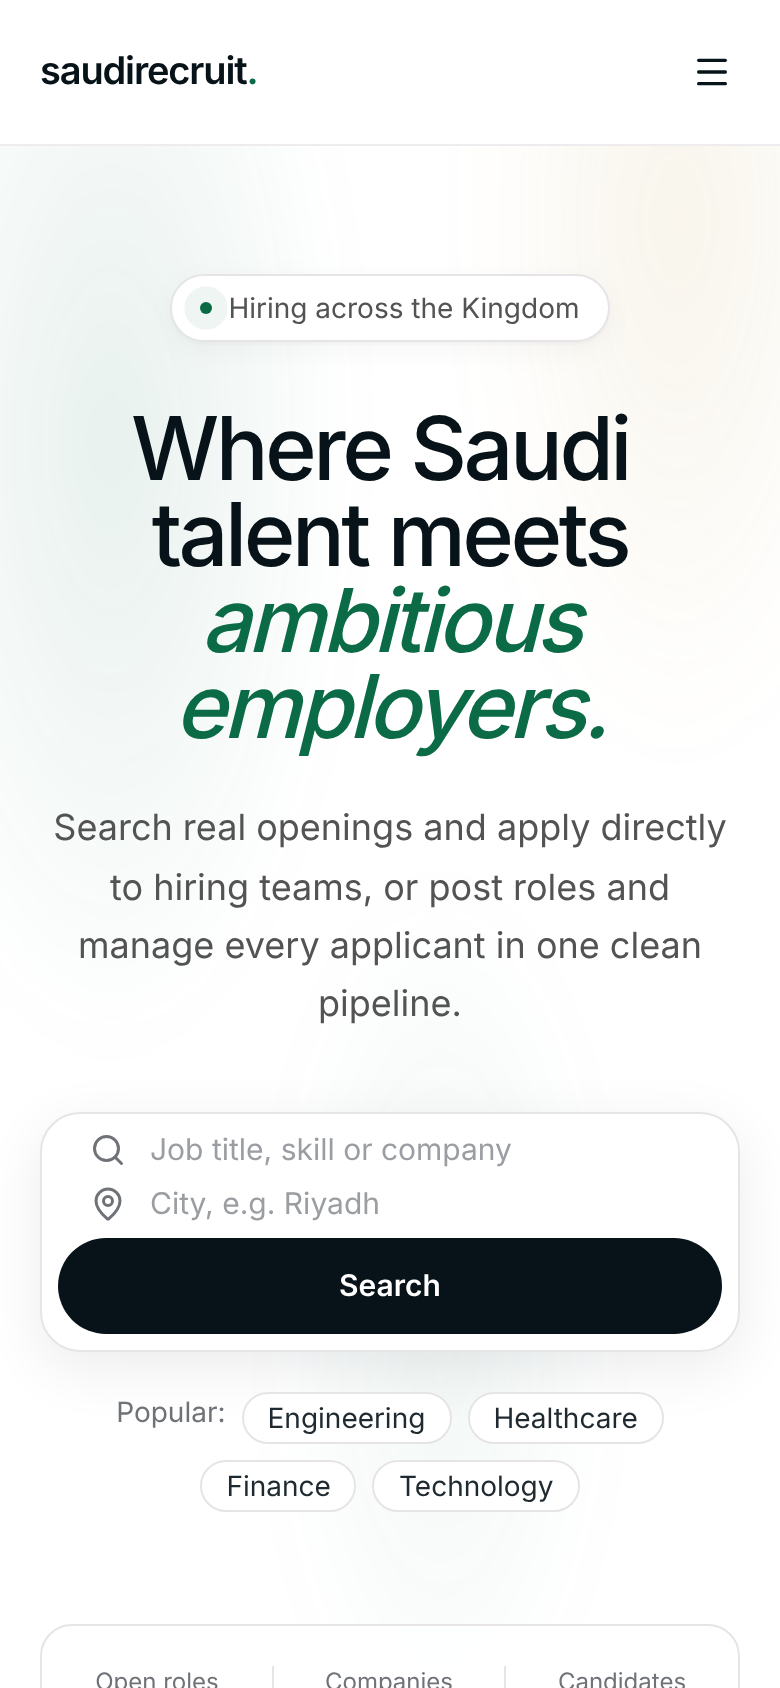 saudirecruit.
Hiring across the Kingdom
Where Saudi
talent meets
ambitious
employers.
Search real openings and apply directly
to hiring teams, or post roles and
manage every applicant in one clean
pipeline.
Job title, skill or company
City, e.g. Riyadh
Search
Popular: Engineering Healthcare
Finance Technology
Open roles Companies Candidates